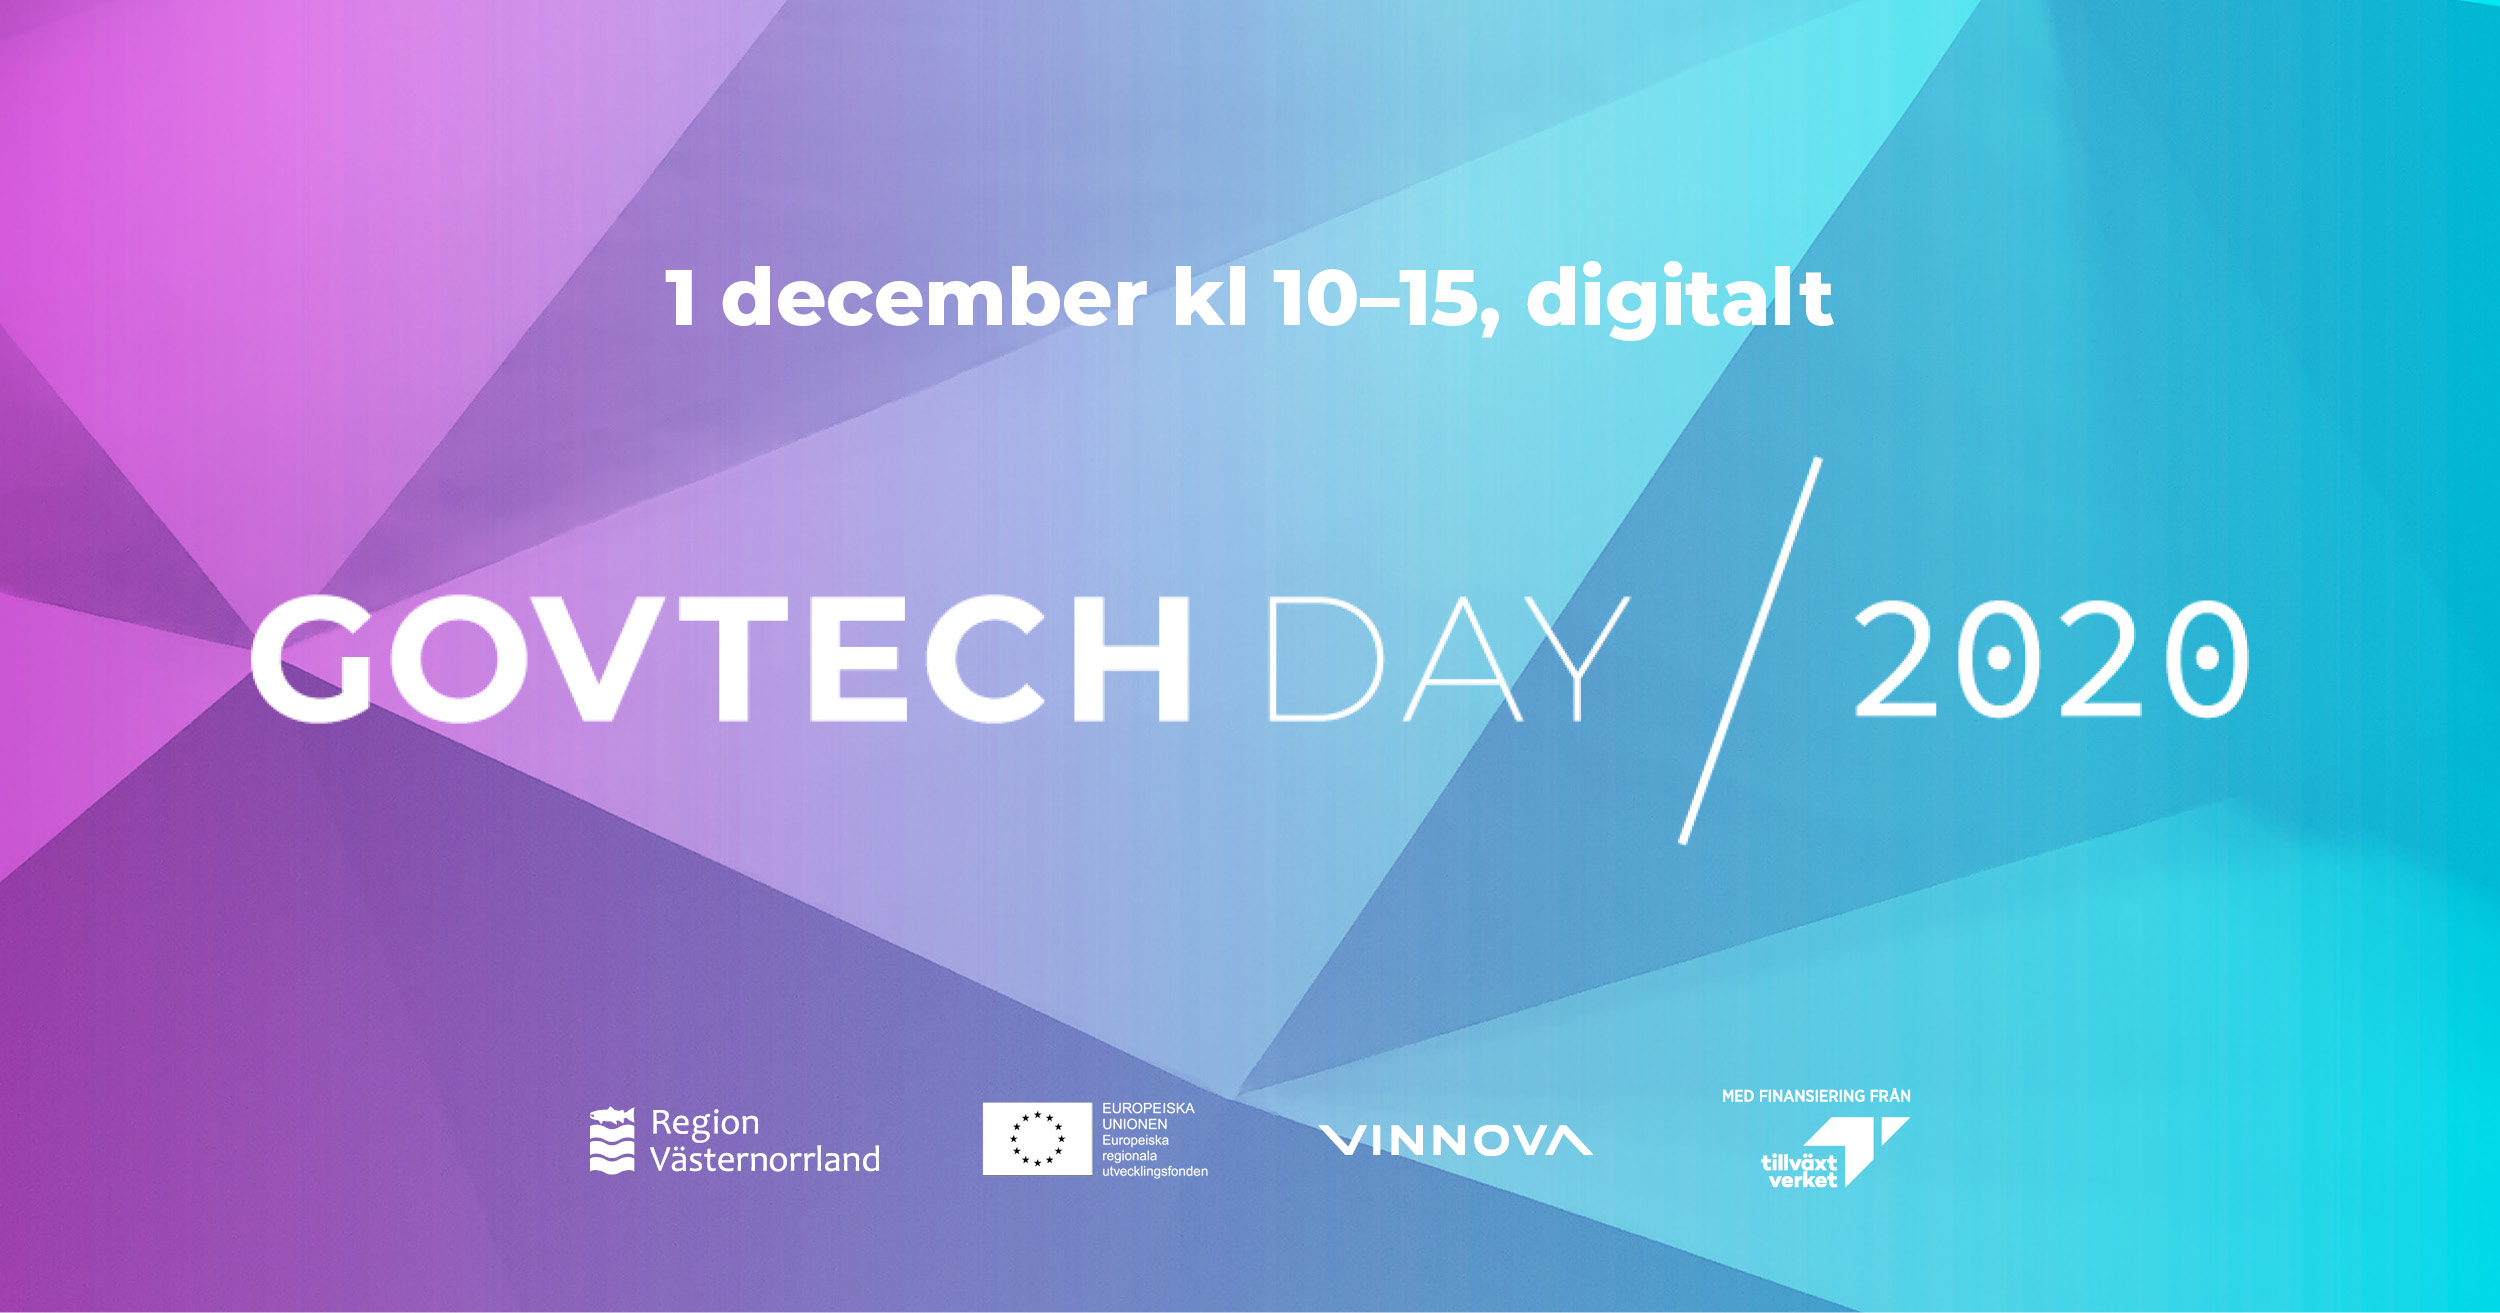 1 december kl 10–15, digitalt
GOVTECH DAY / 2020
Region
Västernorrland
EUROPEISKA
UNIONEN
Europeiska
regionala
utvecklingsfonden
VINNOVA
MED FINANSIERING FRÅN
tillväxt
verket